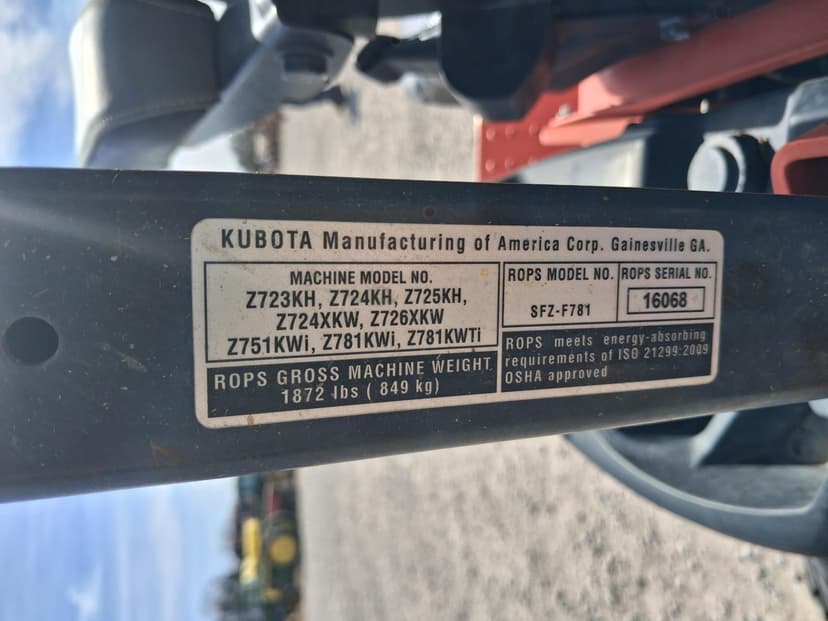 KUBOTA Manufacturing of America Corp. Gainesville GA.
MACHINE MODEL NO.
Z723KH, Z724KH, Z725KH,
Z724XKW, Z726XKW
Z751KWi, Z781KWi, Z781KWTi
ROPS GROSS MACHINE WEIGHT
1872 lbs ( 849 kg)
ROPS MODEL NO.
SFZ-F781
ROPS SERIAL NO.
16068
ROPS meets energy-absorbing
requirements of ISO 21299:2009
OSHA approved